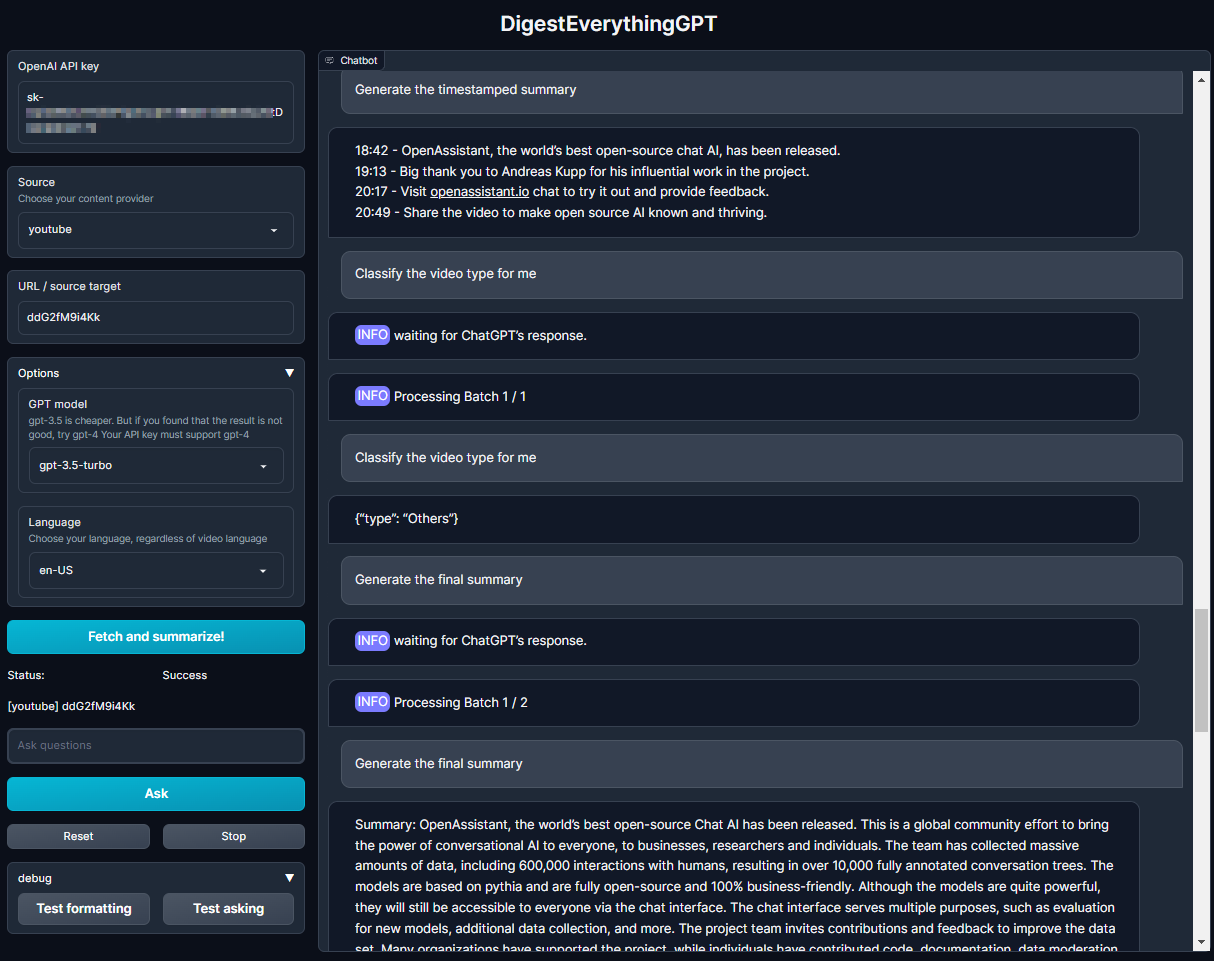 DigestEverythingGPT
OpenAI API key
sk-
Source
Choose your content provider
youtube
URL / source target
ddG2fM9i4Kk
Options
GPT model
gpt-3.5 is cheaper. But if you found that the result is not
good, try gpt-4 Your API key must support gpt-4
gpt-3.5-turbo
Language
Choose your language, regardless of video language
en-US
Fetch and summarize!
Status: Success
[youtube] ddG2fM9i4Kk
Ask questions
Ask
Reset Stop
debug
Test formatting Test asking
Chatbot
Generate the timestamped summary
18:42 - OpenAssistant, the world’s best open-source chat AI, has been released.
19:13 - Big thank you to Andreas Kupp for his influential work in the project.
20:17 - Visit openassistant.io chat to try it out and provide feedback.
20:49 - Share the video to make open source AI known and thriving.
Classify the video type for me
INFO waiting for ChatGPT’s response.
INFO Processing Batch 1 / 1
Classify the video type for me
{“type”: “Others”}
Generate the final summary
INFO waiting for ChatGPT’s response.
INFO Processing Batch 1 / 2
Generate the final summary
Summary: OpenAssistant, the world’s best open-source Chat AI has been released. This is a global community effort to bring
the power of conversational AI to everyone, to businesses, researchers and individuals. The team has collected massive
amounts of data, including 600,000 interactions with humans, resulting in over 10,000 fully annotated conversation trees. The
models are based on pythia and are fully open-source and 100% business-friendly. Although the models are quite powerful,
they will still be accessible to everyone via the chat interface. The chat interface serves multiple purposes, such as evaluation
for new models, additional data collection, and more. The project team invites contributions and feedback to improve the data
set. Many organizations have supported the project, while individuals have contributed code, documentation, data moderation